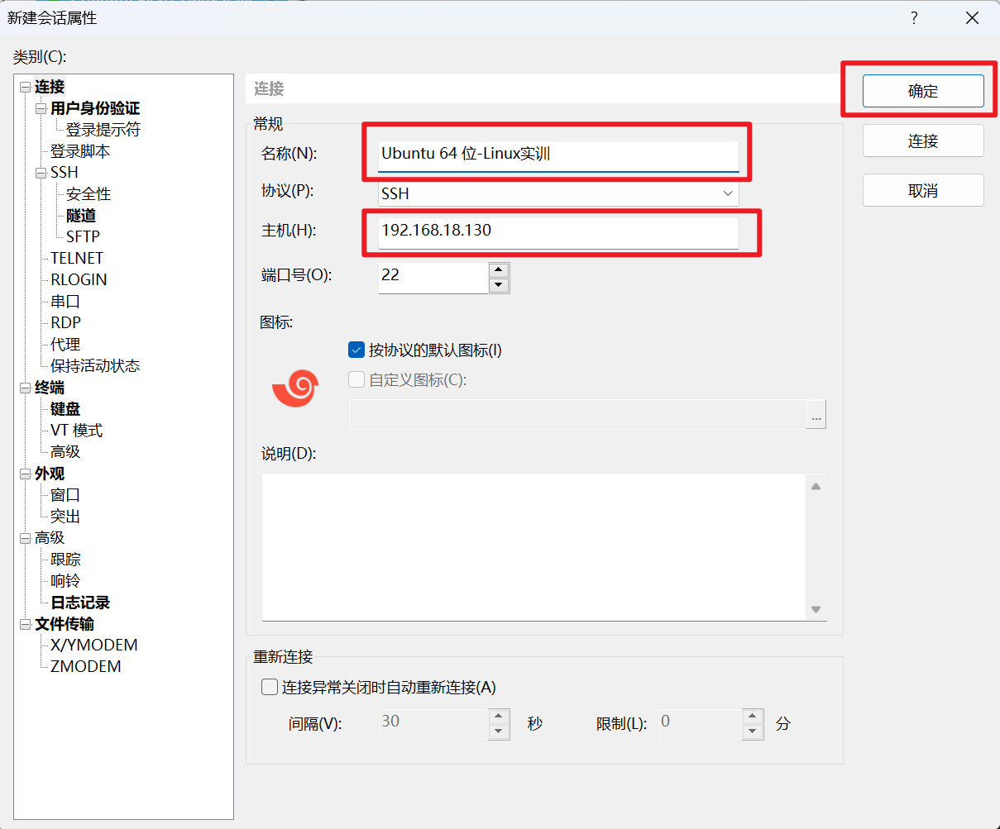 新建会话属性
?
类别(C):
连接
用户身份验证
登录提示符
登录脚本
SSH
安全性
隧道
SFTP
TELNET
RLOGIN
串口
RDP
代理
保持活动状态
终端
键盘
VT 模式
高级
外观
窗口
突出
高级
跟踪
响铃
日志记录
文件传输
X/YMODEM
ZMODEM
连接
常规
名称(N):
Ubuntu 64 位-Linux实训
协议(P):
SSH
主机(H):
192.168.18.130
端口号(O):
22
图标:
按协议的默认图标(I)
自定义图标(C):
...
说明(D):
重新连接
连接异常关闭时自动重新连接(A)
间隔(V):
30
秒
限制(L):
0
分
确定
连接
取消